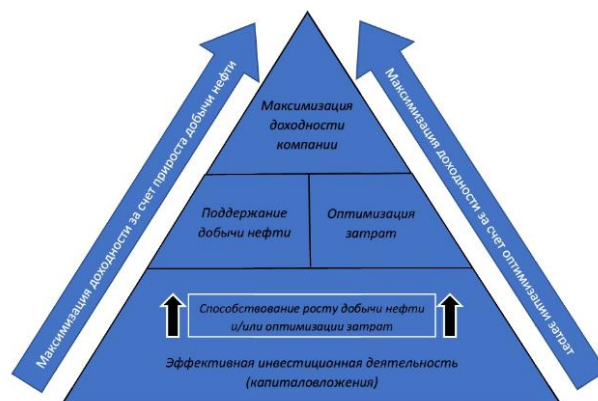 Максимизация доходности за счет прироста добычи нефти
Максимизация доходности за счет оптимизации затрат
Максимизация
доходности
компании
Поддержание
добычи нефти
Оптимизация
затрат
Способствование росту добычи нефти
и/или оптимизации затрат
Эффективная инвестиционная деятельность
(капиталовложения)